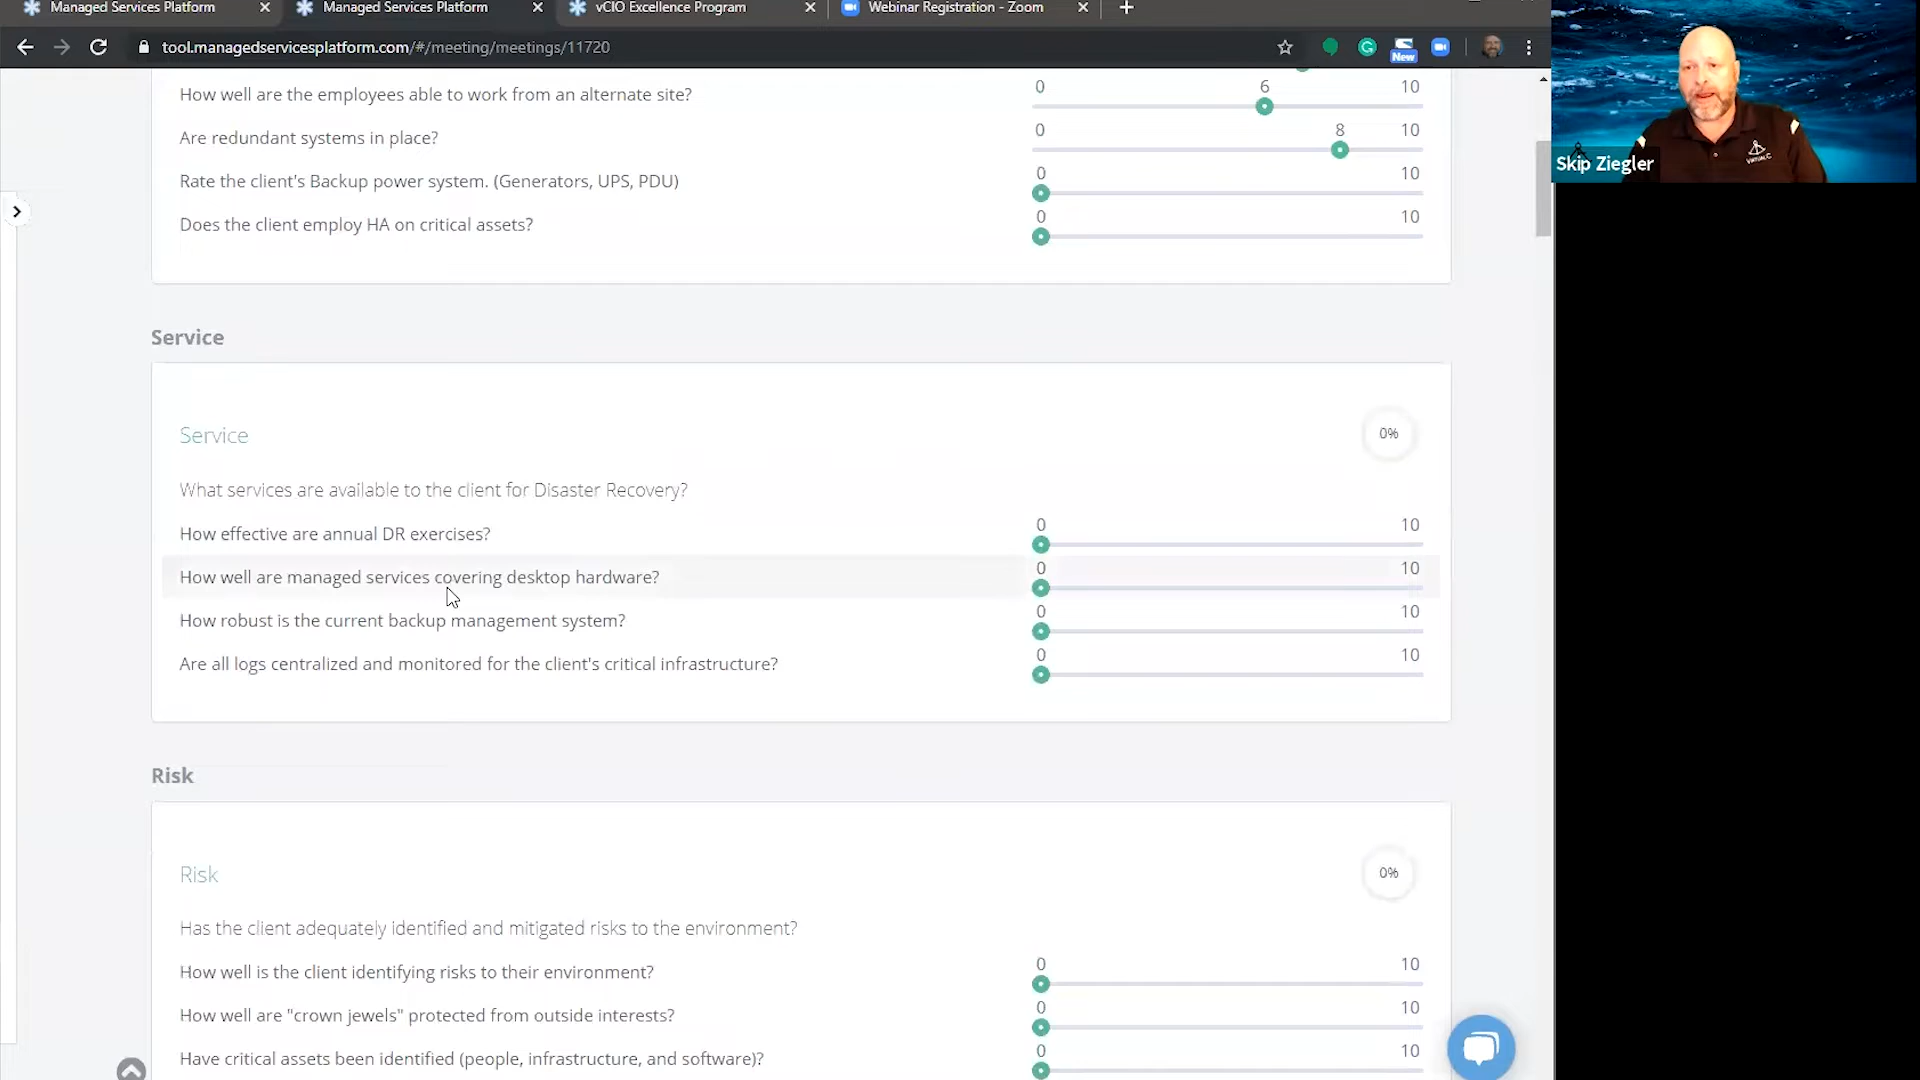 Managed Services Platform
Managed Services Platform
vCIO Excellence Program
Webinar Registration - Zoom
tool.managedservicesplatform.com/#/meeting/meetings/11720
New
How well are the employees able to work from an alternate site?
0 6 10
Are redundant systems in place?
0 8 10
Rate the client's Backup power system. (Generators, UPS, PDU)
0 10
Does the client employ HA on critical assets?
0 10
Service
Service
0%
What services are available to the client for Disaster Recovery?
How effective are annual DR exercises?
0 10
How well are managed services covering desktop hardware?
0 10
How robust is the current backup management system?
0 10
Are all logs centralized and monitored for the client's critical infrastructure?
0 10
Risk
Risk
0%
Has the client adequately identified and mitigated risks to the environment?
How well is the client identifying risks to their environment?
0 10
How well are "crown jewels" protected from outside interests?
0 10
Have critical assets been identified (people, infrastructure, and software)?
0 10
Skip Ziegler